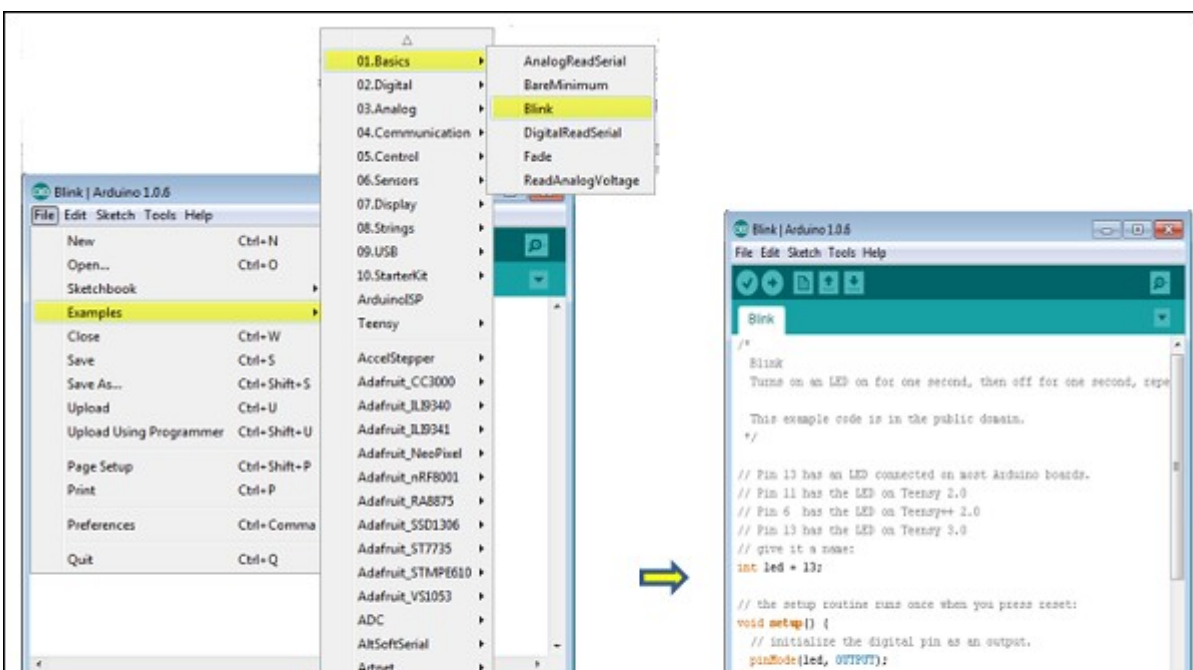 01.Basics
02.Digital
03.Analog
04.Communication
05.Control
06.Sensors
07.Display
08.Strings
09.USB
10.StarterKit
ArduinoISP
Teensy
AccelStepper
Adafruit_CC3000
Adafruit_ILI9340
Adafruit_ILI9341
Adafruit_NeoPixel
Adafruit_nRF8001
Adafruit_RA8875
Adafruit_SSD1306
Adafruit_ST7735
Adafruit_STMPE610
Adafruit_VS1053
ADC
AltSoftSerial
Artnet
AnalogReadSerial
BareMinimum
Blink
DigitalReadSerial
Fade
ReadAnalogVoltage
Blink | Arduino 1.0.6
File Edit Sketch Tools Help
New Ctrl+N
Open... Ctrl+O
Sketchbook
Examples
Close Ctrl+W
Save Ctrl+S
Save As... Ctrl+Shift+S
Upload Ctrl+U
Upload Using Programmer Ctrl+Shift+U
Page Setup Ctrl+Shift+P
Print Ctrl+P
Preferences Ctrl+Comma
Quit Ctrl+Q
Blink | Arduino 1.0.6
File Edit Sketch Tools Help
Blink
/*
Blink
Turns on an LED on for one second, then off for one second, repe
This example code is in the public domain.
*/
// Pin 13 has an LED connected on most Arduino boards.
// Pin 11 has the LED on Teensy 2.0
// Pin 6 has the LED on Teensy++ 2.0
// Pin 13 has the LED on Teensy 3.0
// give it a name:
int led = 13;
// the setup routine runs once when you press reset:
void setup() {
// initialize the digital pin as an output.
pinMode(led, OUTPUT);